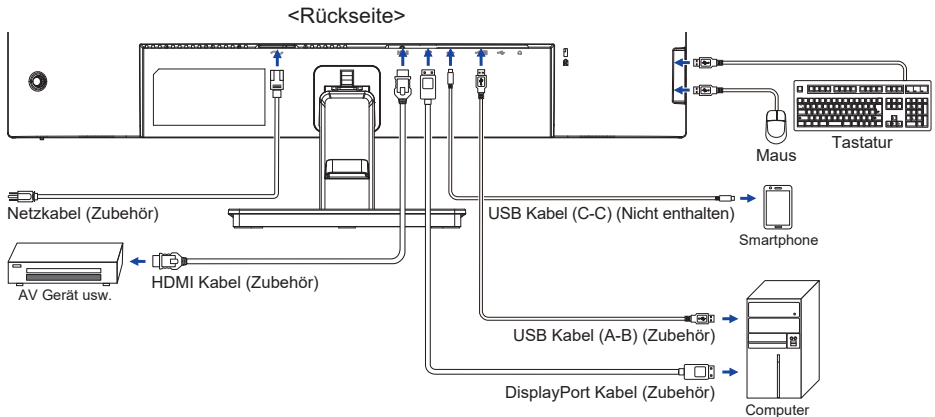 <Rückseite>
Maus
Tastatur
Netzkabel (Zubehör)
USB Kabel (C-C) (Nicht enthalten)
Smartphone
AV Gerät usw.
HDMI Kabel (Zubehör)
USB Kabel (A-B) (Zubehör)
DisplayPort Kabel (Zubehör)
Computer